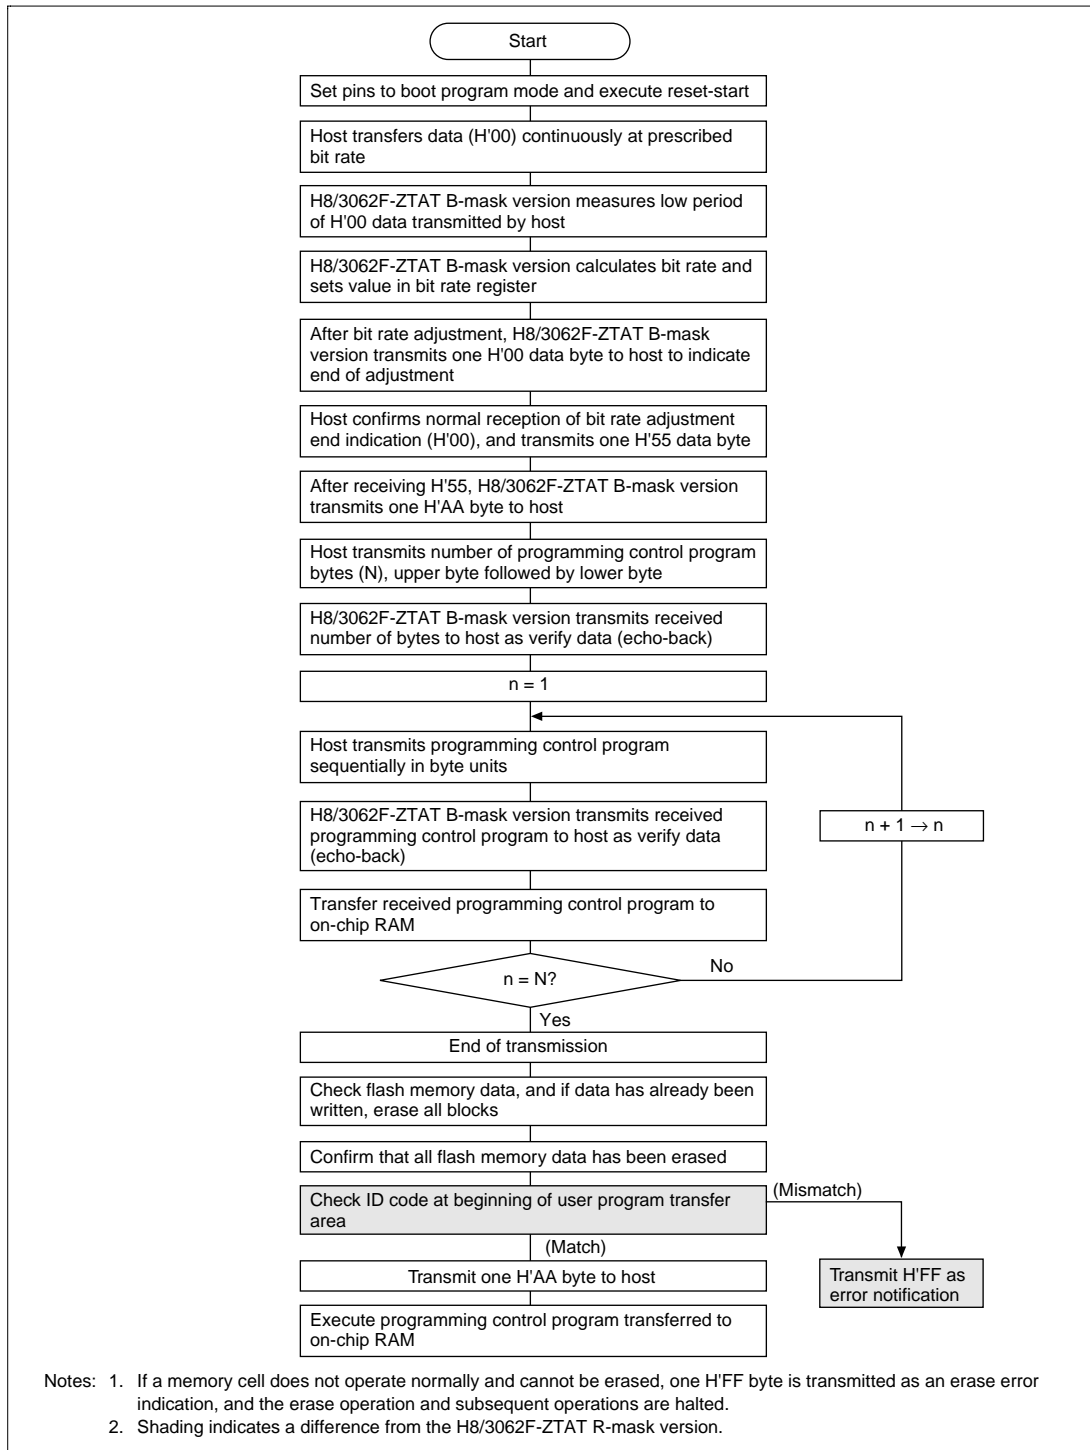 Start
Set pins to boot program mode and execute reset-start
Host transfers data (H'00) continuously at prescribed
bit rate
H8/3062F-ZTAT B-mask version measures low period
of H'00 data transmitted by host
H8/3062F-ZTAT B-mask version calculates bit rate and
sets value in bit rate register
After bit rate adjustment, H8/3062F-ZTAT B-mask
version transmits one H'00 data byte to host to indicate
end of adjustment
Host confirms normal reception of bit rate adjustment
end indication (H'00), and transmits one H'55 data byte
After receiving H'55, H8/3062F-ZTAT B-mask version
transmits one H'AA byte to host
Host transmits number of programming control program
bytes (N), upper byte followed by lower byte
H8/3062F-ZTAT B-mask version transmits received
number of bytes to host as verify data (echo-back)
n = 1
Host transmits programming control program
sequentially in byte units
H8/3062F-ZTAT B-mask version transmits received
programming control program to host as verify data
(echo-back)
n + 1 → n
Transfer received programming control program to
on-chip RAM
n = N?
No
Yes
End of transmission
Check flash memory data, and if data has already been
written, erase all blocks
Confirm that all flash memory data has been erased
Check ID code at beginning of user program transfer
area
(Mismatch)
(Match)
Transmit one H'AA byte to host
Transmit H'FF as
error notification
Execute programming control program transferred to
on-chip RAM
Notes: 1. If a memory cell does not operate normally and cannot be erased, one H'FF byte is transmitted as an erase error
indication, and the erase operation and subsequent operations are halted.
2. Shading indicates a difference from the H8/3062F-ZTAT R-mask version.